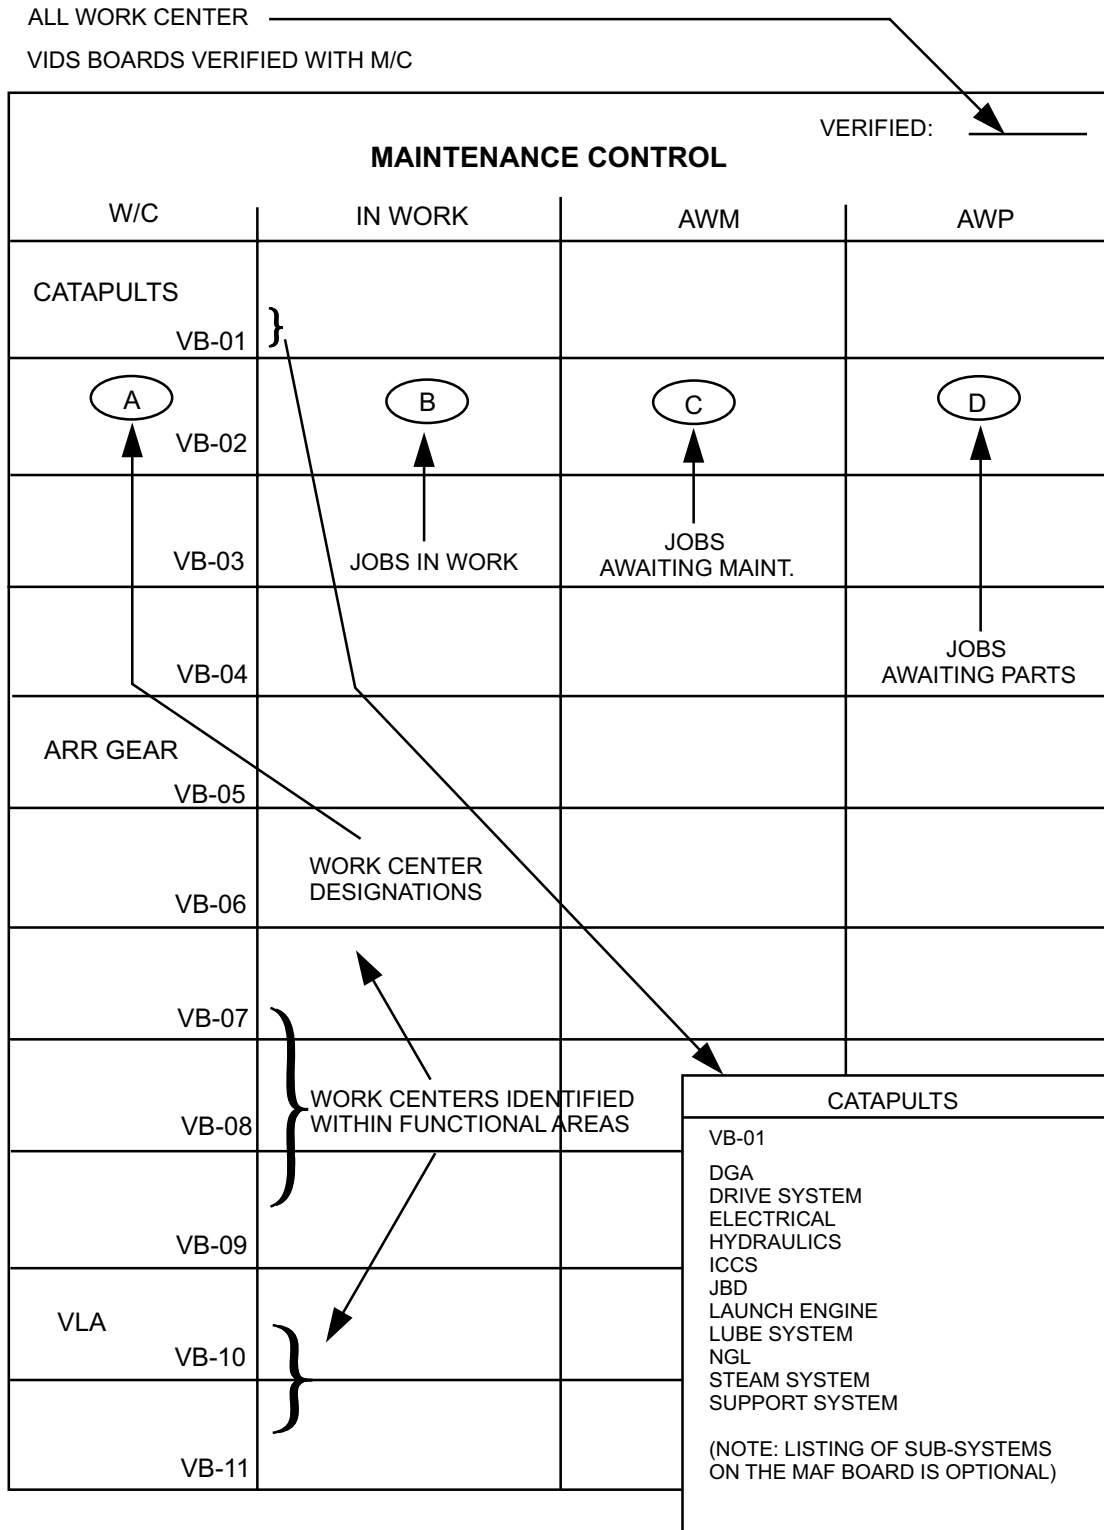 ALL WORK CENTER
VIDS BOARDS VERIFIED WITH M/C
VERIFIED:
MAINTENANCE CONTROL
W/C
IN WORK
AWM
AWP
CATAPULTS
}
VB-01
A
B
C
D
VB-02
VB-03
JOBS IN WORK
JOBS
AWAITING MAINT.
VB-04
JOBS
AWAITING PARTS
ARR GEAR
VB-05
WORK CENTER
DESIGNATIONS
VB-06
VB-07
}
VB-08
WORK CENTERS IDENTIFIED
WITHIN FUNCTIONAL AREAS
VB-09
VLA
VB-10
}
VB-11
CATAPULTS
VB-01
DGA
DRIVE SYSTEM
ELECTRICAL
HYDRAULICS
ICCS
JBD
LAUNCH ENGINE
LUBE SYSTEM
NGL
STEAM SYSTEM
SUPPORT SYSTEM
(NOTE: LISTING OF SUB-SYSTEMS
ON THE MAF BOARD IS OPTIONAL)